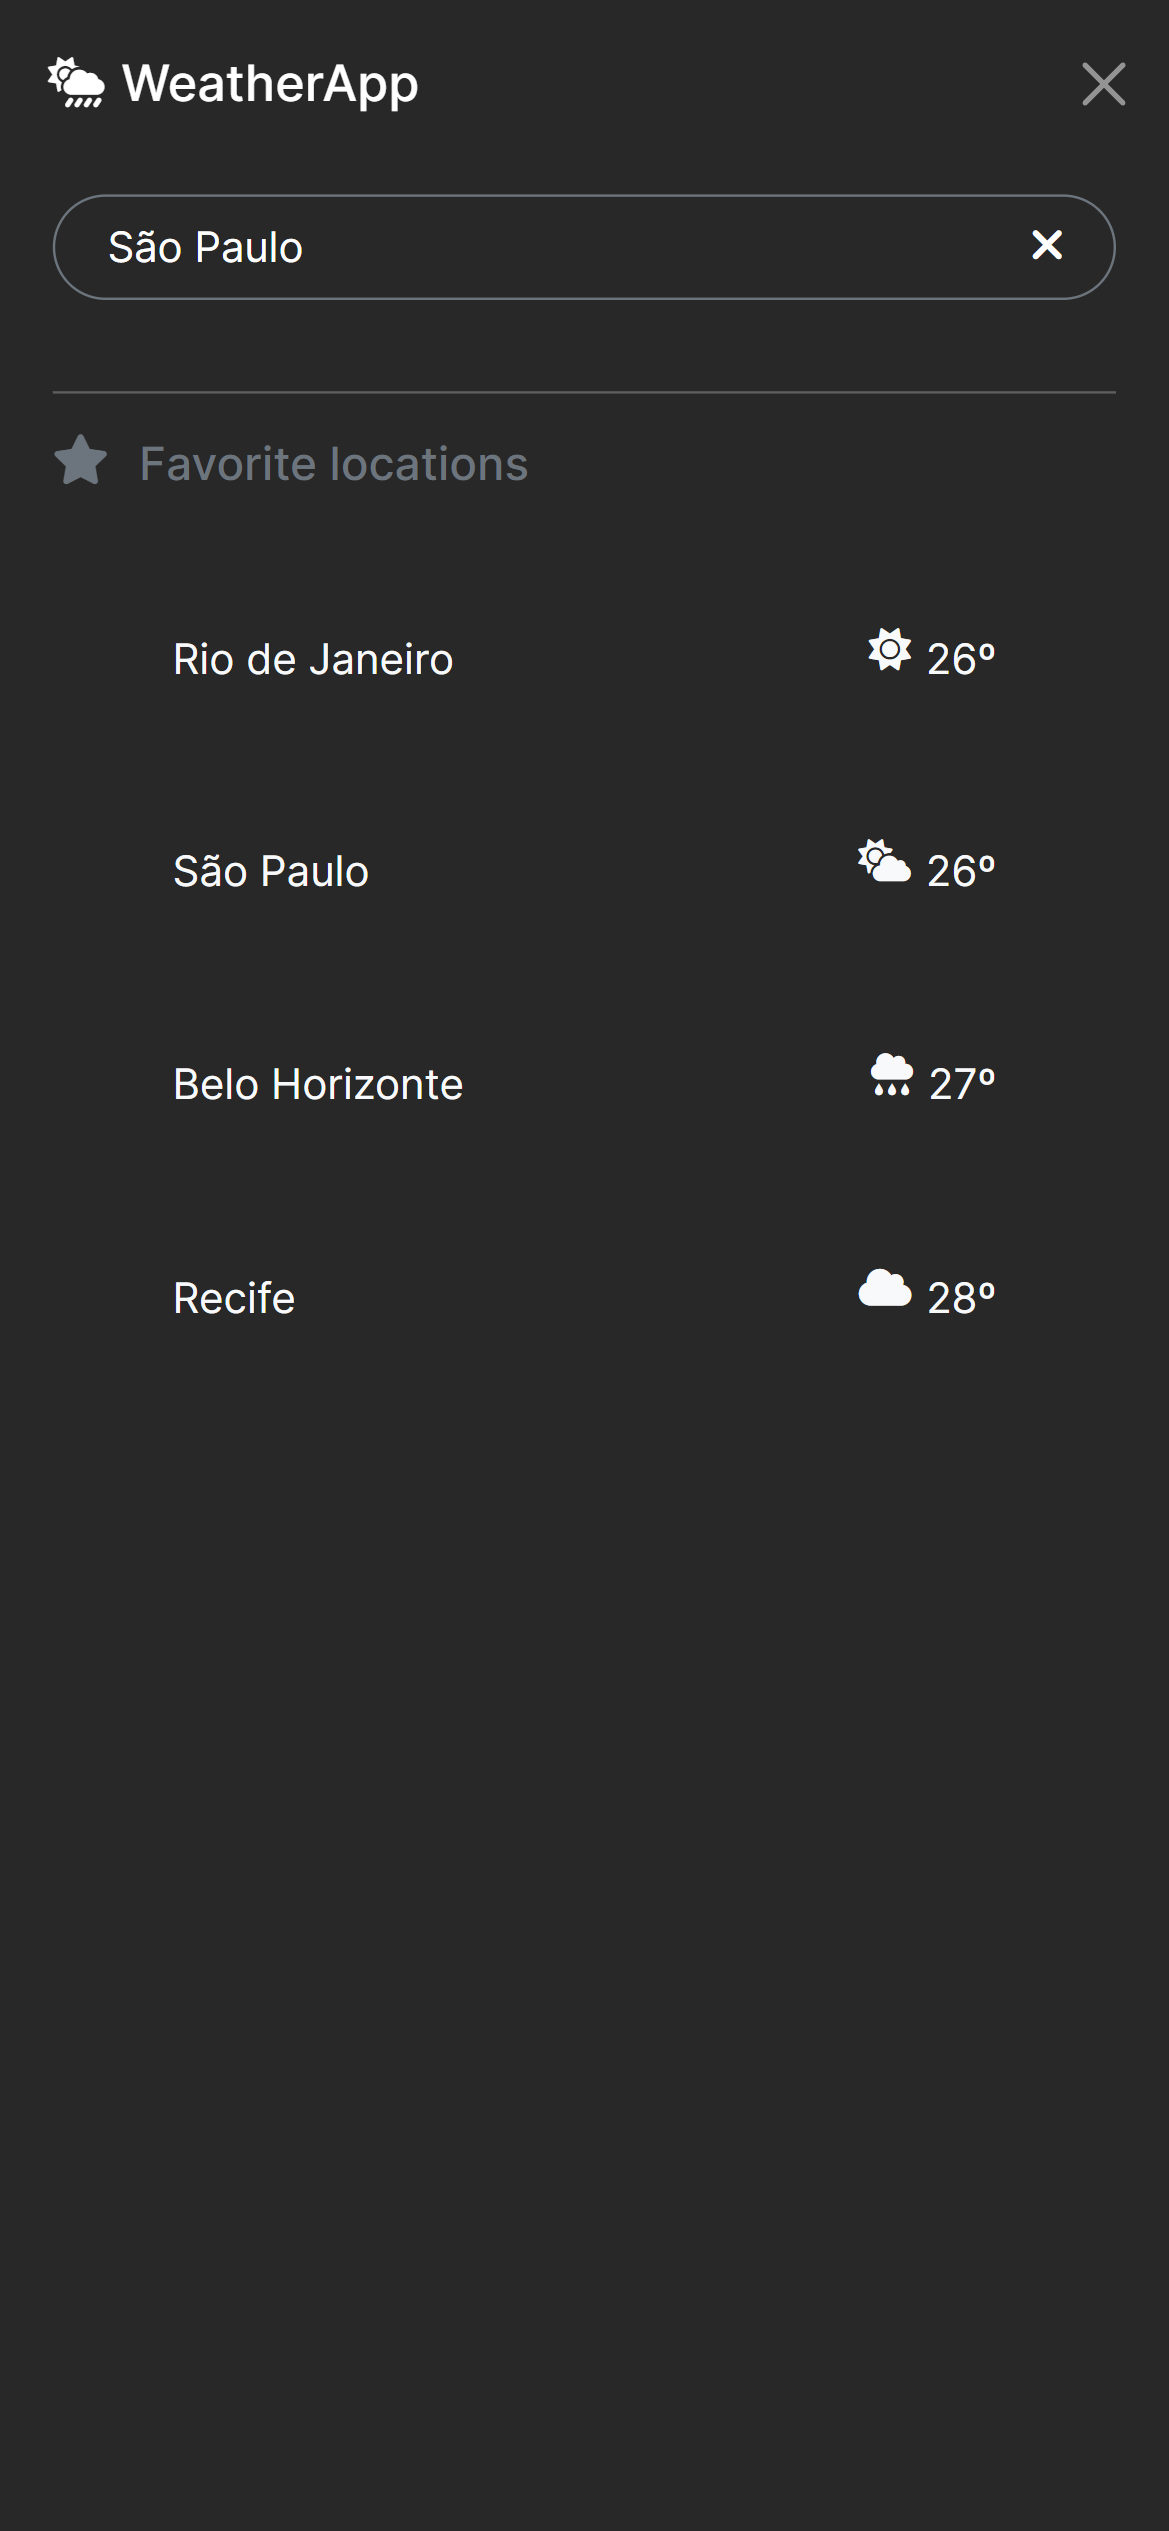 WeatherApp
São Paulo
Favorite locations
Rio de Janeiro 26º
São Paulo 26º
Belo Horizonte 27º
Recife 28º